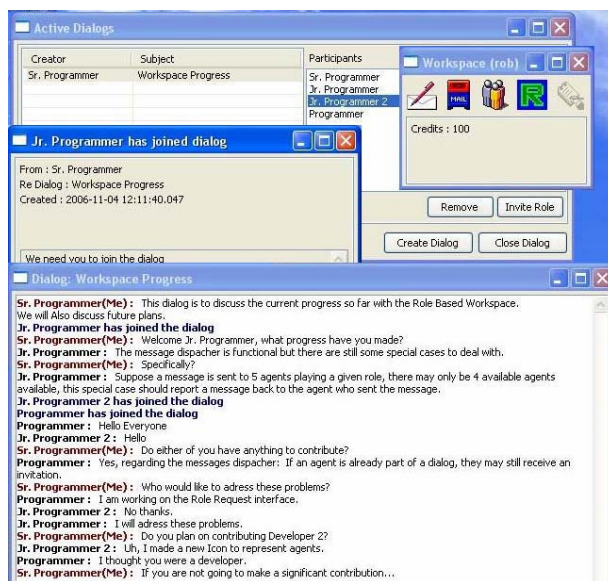 Active Dialogs
Creator Subject Participants
Sr. Programmer Workspace Progress
Sr. Programmer
Jr. Programmer
Jr. Programmer 2
Programmer
Workspace (rob)
MAIL
R
Credits : 100
Jr. Programmer has joined dialog
From : Sr. Programmer
Re Dialog : Workspace Progress
Created : 2006-11-04 12:11:40.047
We need you to join the dialog
Remove Invite Role
Create Dialog Close Dialog
Dialog: Workspace Progress
Sr. Programmer(Me) : This dialog is to discuss the current progress so far with the Role Based Workspace.
We will Also discuss future plans.
Jr. Programmer has joined the dialog
Sr. Programmer(Me) : Welcome Jr. Programmer, what progress have you made?
Jr. Programmer : The message dispacher is functional but there are still some special cases to deal with.
Sr. Programmer(Me) : Specifically?
Jr. Programmer : Suppose a message is sent to 5 agents playing a given role, there may only be 4 available agents
available, this special case should report a message back to the agent who sent the message.
Jr. Programmer 2 has joined the dialog
Programmer has joined the dialog
Programmer : Hello Everyone
Jr. Programmer 2 : Hello
Sr. Programmer(Me) : Do either of you have anything to contribute?
Programmer : Yes, regarding the messages dispacher: If an agent is already part of a dialog, they may still receive an
invitation.
Sr. Programmer(Me) : Who would like to adress these problems?
Programmer : I am working on the Role Request interface.
Jr. Programmer 2 : No thanks.
Jr. Programmer : I will adress these problems.
Sr. Programmer(Me) : Do you plan on contributing Developer 2?
Jr. Programmer 2 : Uh, I made a new Icon to represent agents.
Programmer : I thought you were a developer.
Sr. Programmer(Me) : If you are not going to make a significant contribution...